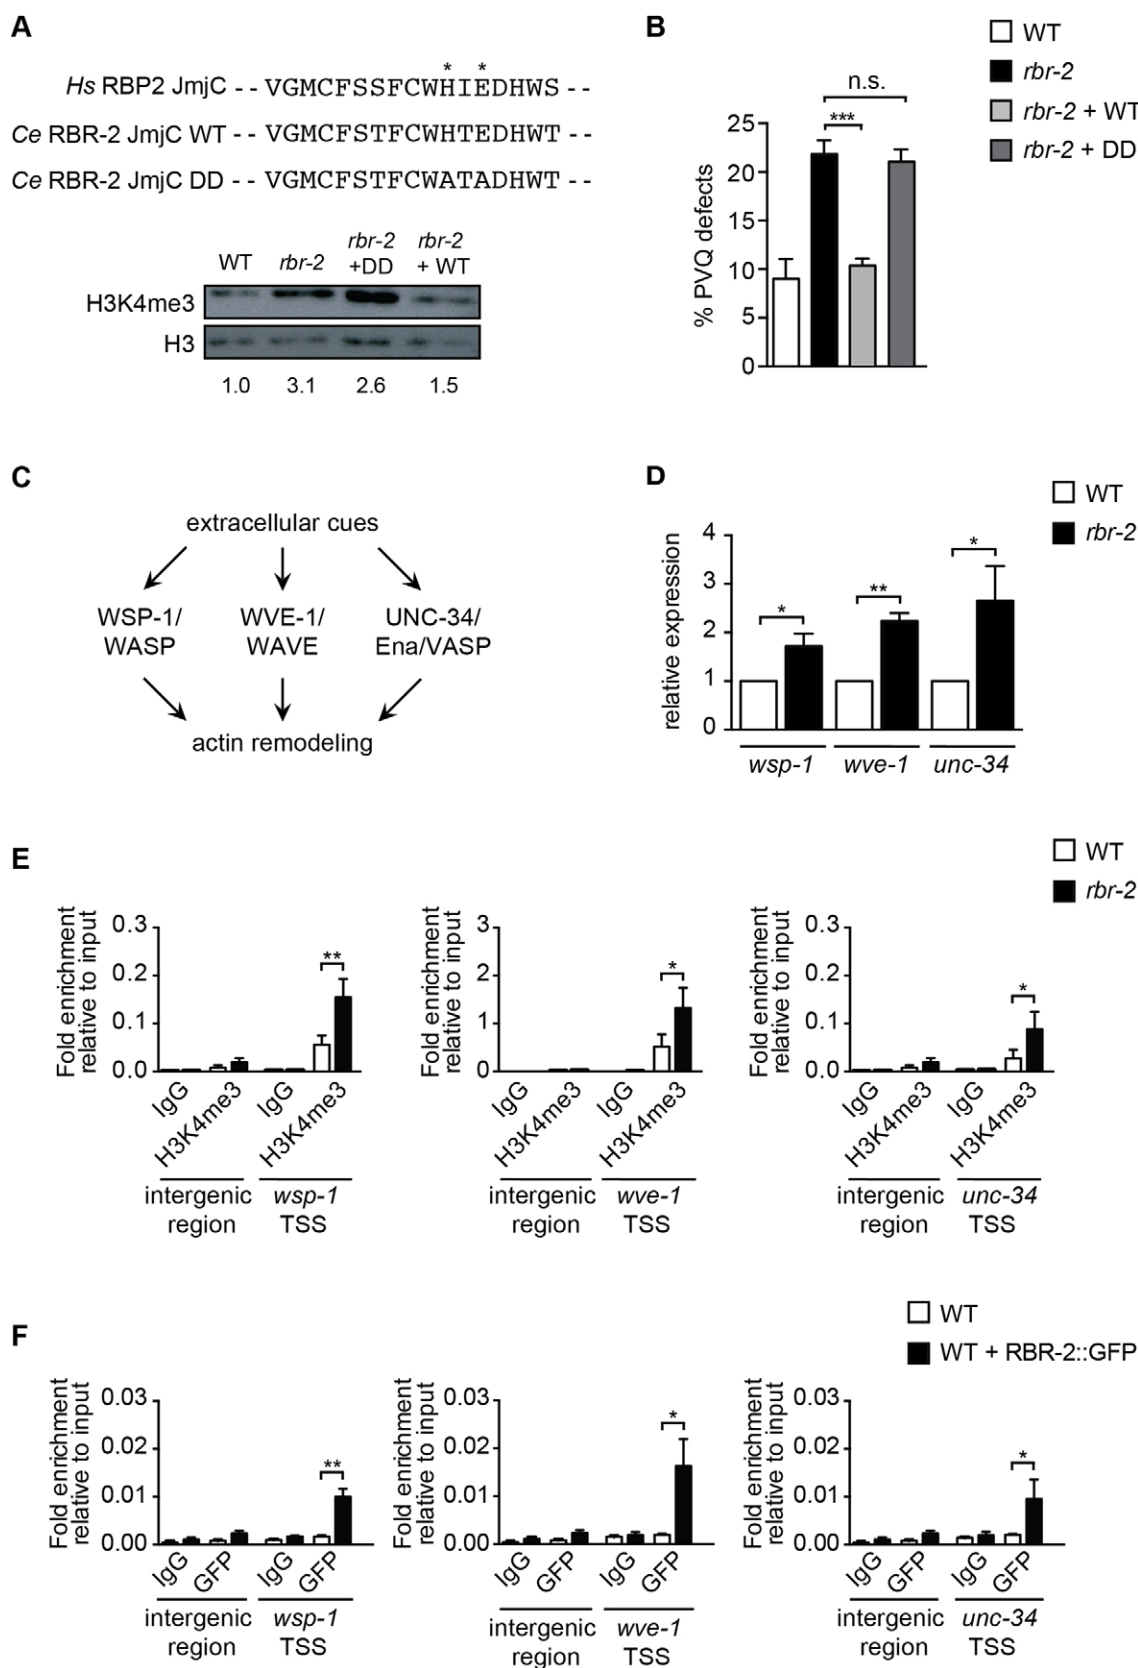 A
* *
Hs RBP2 JmjC -- VGMCFSSFCWHIEDHWS --
Ce RBR-2 JmjC WT -- VGMCFSTFCWHTEDHWT --
Ce RBR-2 JmjC DD -- VGMCFSTFCWATADHWT --
WT rbr-2 rbr-2 +DD rbr-2 + WT
H3K4me3
H3
1.0 3.1 2.6 1.5
B
WT
rbr-2
rbr-2 + WT
rbr-2 + DD
n.s.
***
% PVQ defects
25
20
15
10
5
0
C
extracellular cues
WSP-1/ WVE-1/ UNC-34/
WASP WAVE Ena/VASP
actin remodeling
D
WT
rbr-2
relative expression
4
3
2
1
0
* ** *
wsp-1 wve-1 unc-34
E
WT
rbr-2
Fold enrichment
relative to input
0.3
0.2
0.1
0.0
**
IgG H3K4me3 IgG H3K4me3
intergenic wsp-1
region TSS
Fold enrichment
relative to input
3
2
1
0
*
IgG H3K4me3 IgG H3K4me3
intergenic wve-1
region TSS
Fold enrichment
relative to input
0.3
0.2
0.1
0.0
*
IgG H3K4me3 IgG H3K4me3
intergenic unc-34
region TSS
F
WT
WT + RBR-2::GFP
Fold enrichment
relative to input
0.03
0.02
0.01
0.00
**
IgG GFP IgG GFP
intergenic wsp-1
region TSS
Fold enrichment
relative to input
0.03
0.02
0.01
0.00
*
IgG GFP IgG GFP
intergenic wve-1
region TSS
Fold enrichment
relative to input
0.03
0.02
0.01
0.00
*
IgG GFP IgG GFP
intergenic unc-34
region TSS